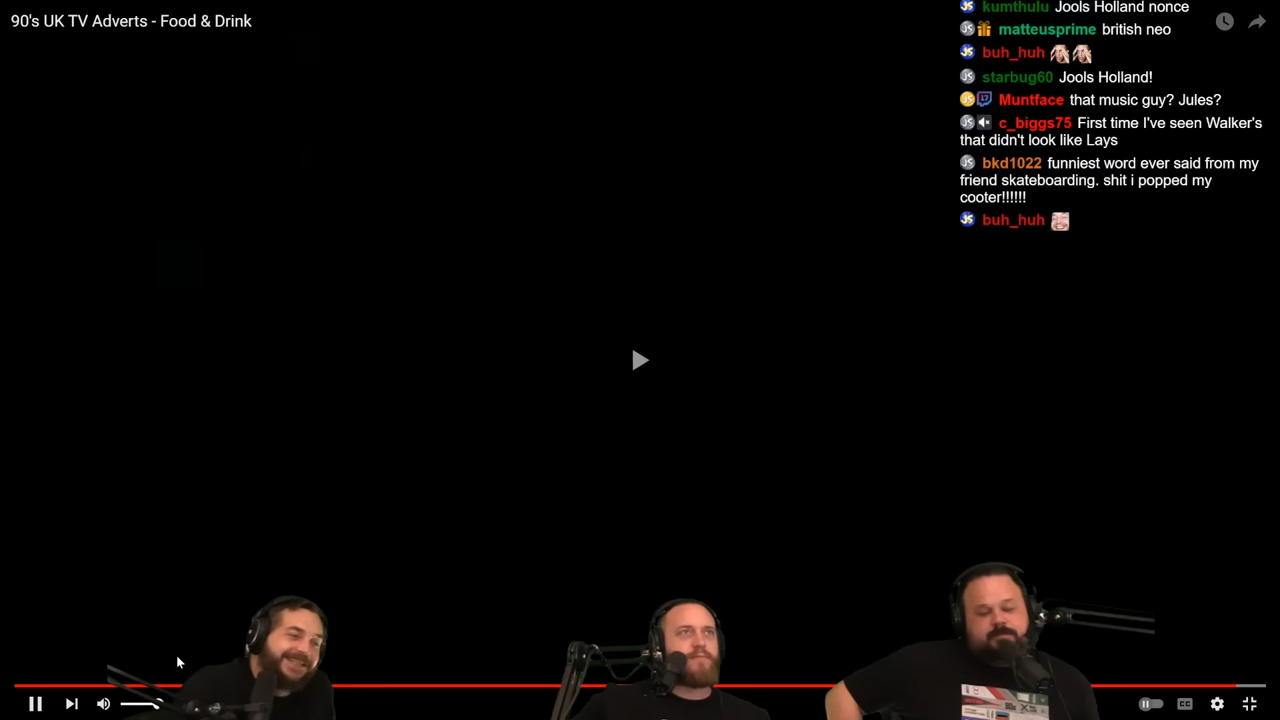 90's UK TV Adverts - Food & Drink
kumthulu Jools Holland nonce
matteusprime british neo
buh_huh
starbug60 Jools Holland!
Muntface that music guy? Jules?
c_biggs75 First time I've seen Walker's
that didn't look like Lays
bkd1022 funniest word ever said from my
friend skateboarding. shit i popped my
cooter!!!!!!
buh_huh